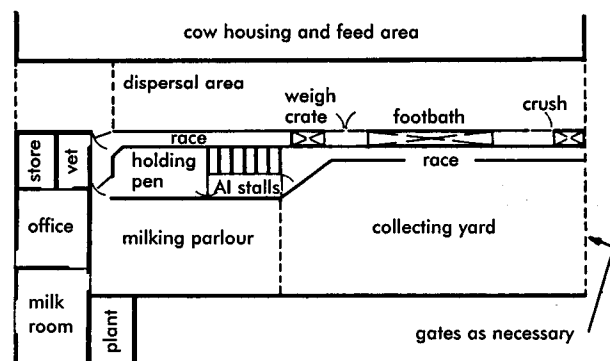 cow housing and feed area
dispersal area
weigh
crate
footbath
crush
race
race
store
vet
holding
pen
AI stalls
office
milking parlour
collecting yard
milk
room
plant
gates as necessary